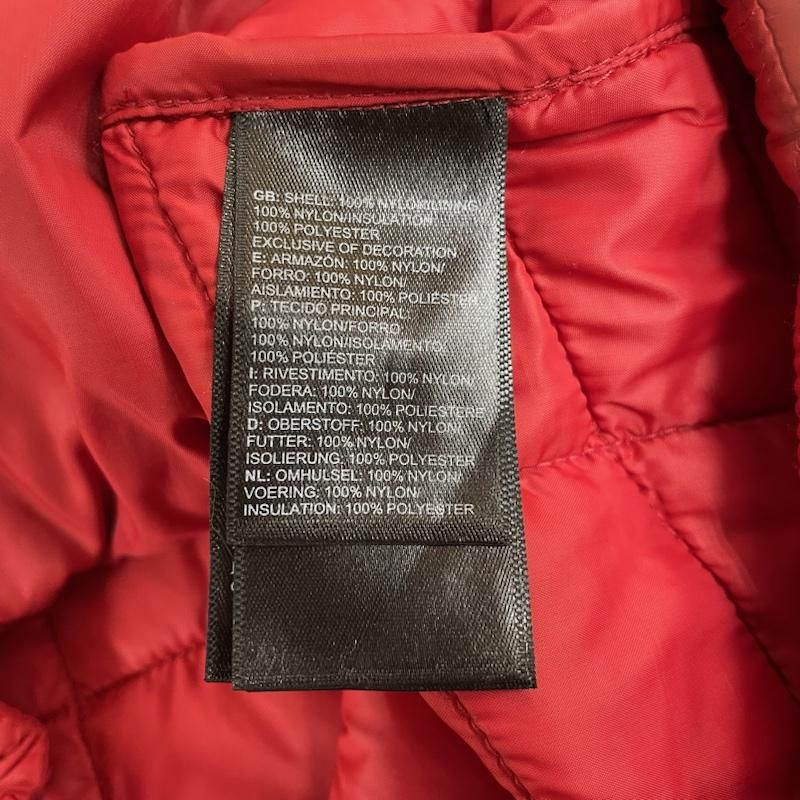 GB: SHELL: 100% NYLON/LINING:
100% NYLON/INSULATION:
100% POLYESTER
EXCLUSIVE OF DECORATION
E: ARMAZÓN: 100% NYLON/
FORRO: 100% NYLON/
AISLAMIENTO: 100% POLIÉSTER
P: TECIDO PRINCIPAL:
100% NYLON/FORRO:
100% NYLON/ISOLAMENTO:
100% POLIÉSTER
I: RIVESTIMENTO: 100% NYLON/
FODERA: 100% NYLON/
ISOLAMENTO: 100% POLIESTERE
D: OBERSTOFF: 100% NYLON/
FUTTER: 100% NYLON/
ISOLIERUNG: 100% POLYESTER
NL: OMHULSEL: 100% NYLON/
VOERING: 100% NYLON/
INSULATION: 100% POLYESTER